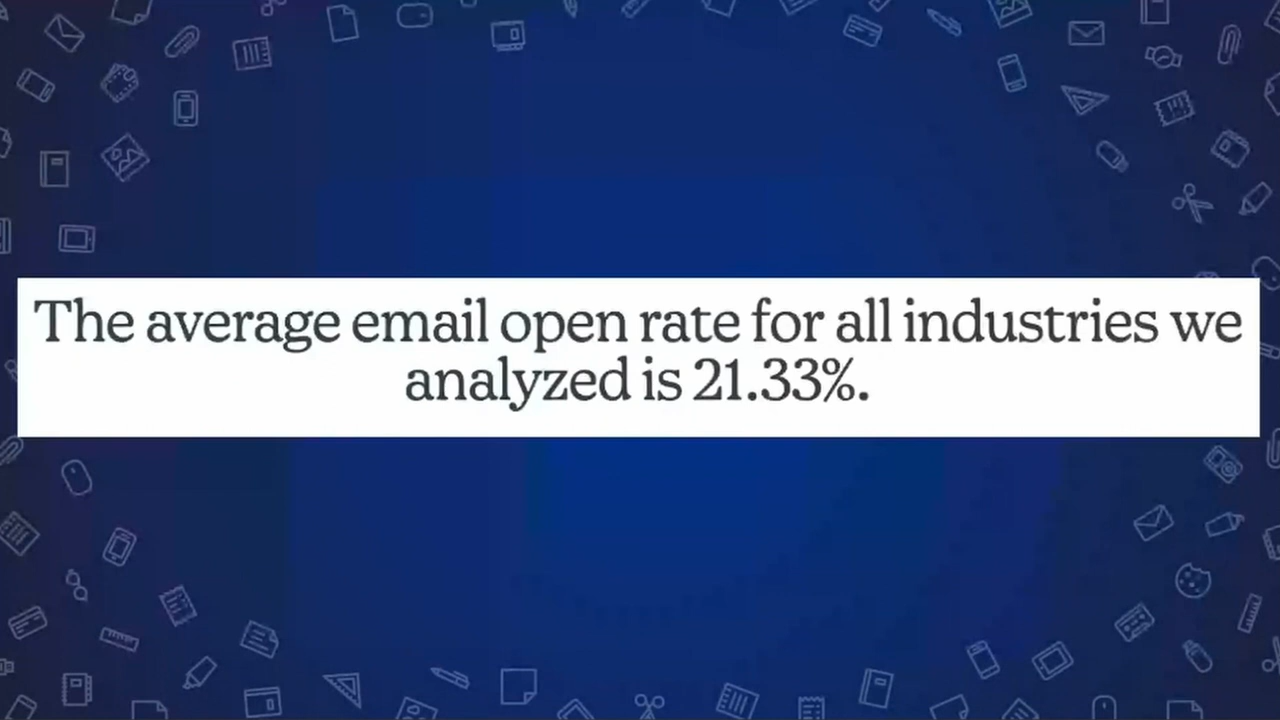 The average email open rate for all industries we
analyzed is 21.33%.